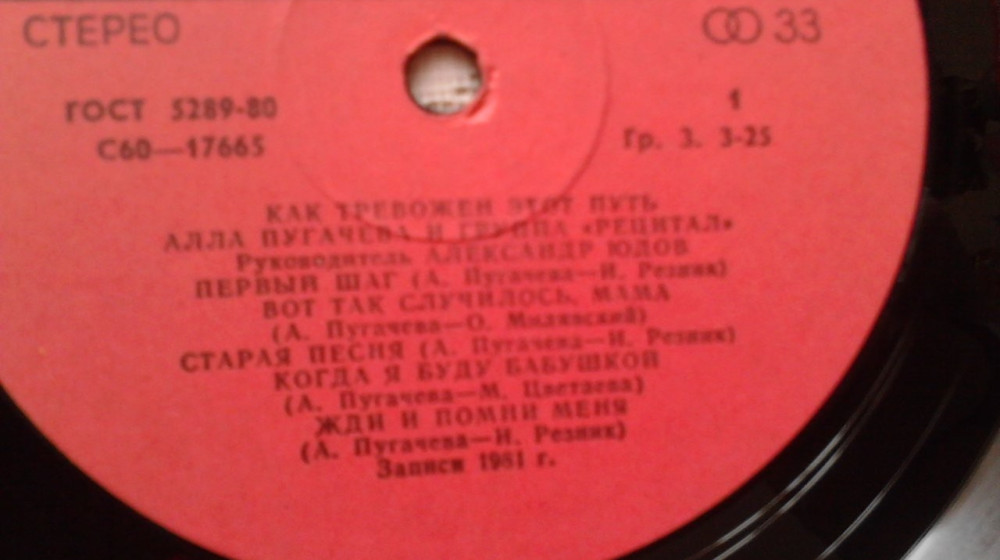 СТЕРЕО
33
ГОСТ 5289-80
С60—17665
1
Гр. 3. 3-25
КАК ТРЕВОЖЕН ЭТОТ ПУТЬ
АЛЛА ПУГАЧЕВА И ГРУППА «РЕЦИТАЛ»
Руководитель АЛЕКСАНДР ЮДОВ
ПЕРВЫЙ ШАГ (А. Пугачева—И. Резник)
ВОТ ТАК СЛУЧИЛОСЬ, МАМА
(А. Пугачева—О. Милявский)
СТАРАЯ ПЕСНЯ (А. Пугачева—И. Резник)
КОГДА Я БУДУ БАБУШКОЙ
(А. Пугачева—М. Цветаева)
ЖДИ И ПОМНИ МЕНЯ
(А. Пугачева—И. Резник)
Записи 1981 г.